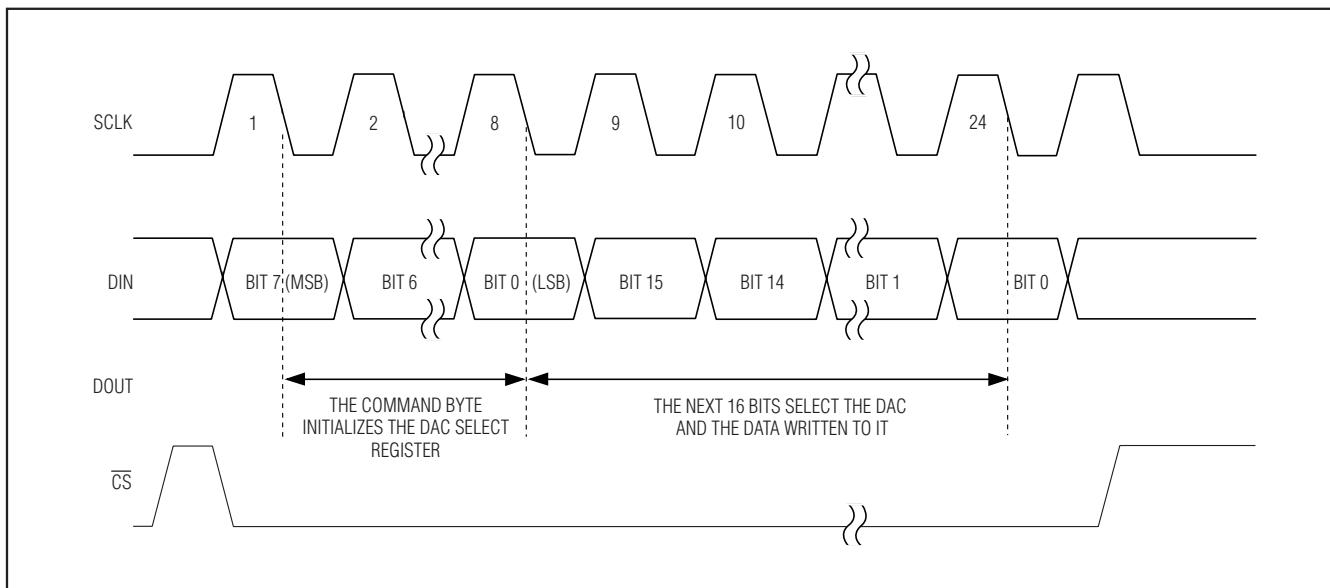 SCLK
1
2
8
9
10
24
DIN
BIT 7 (MSB)
BIT 6
BIT 0 (LSB)
BIT 15
BIT 14
BIT 1
BIT 0
DOUT
THE COMMAND BYTE
INITIALIZES THE DAC SELECT
REGISTER
THE NEXT 16 BITS SELECT THE DAC
AND THE DATA WRITTEN TO IT
CS